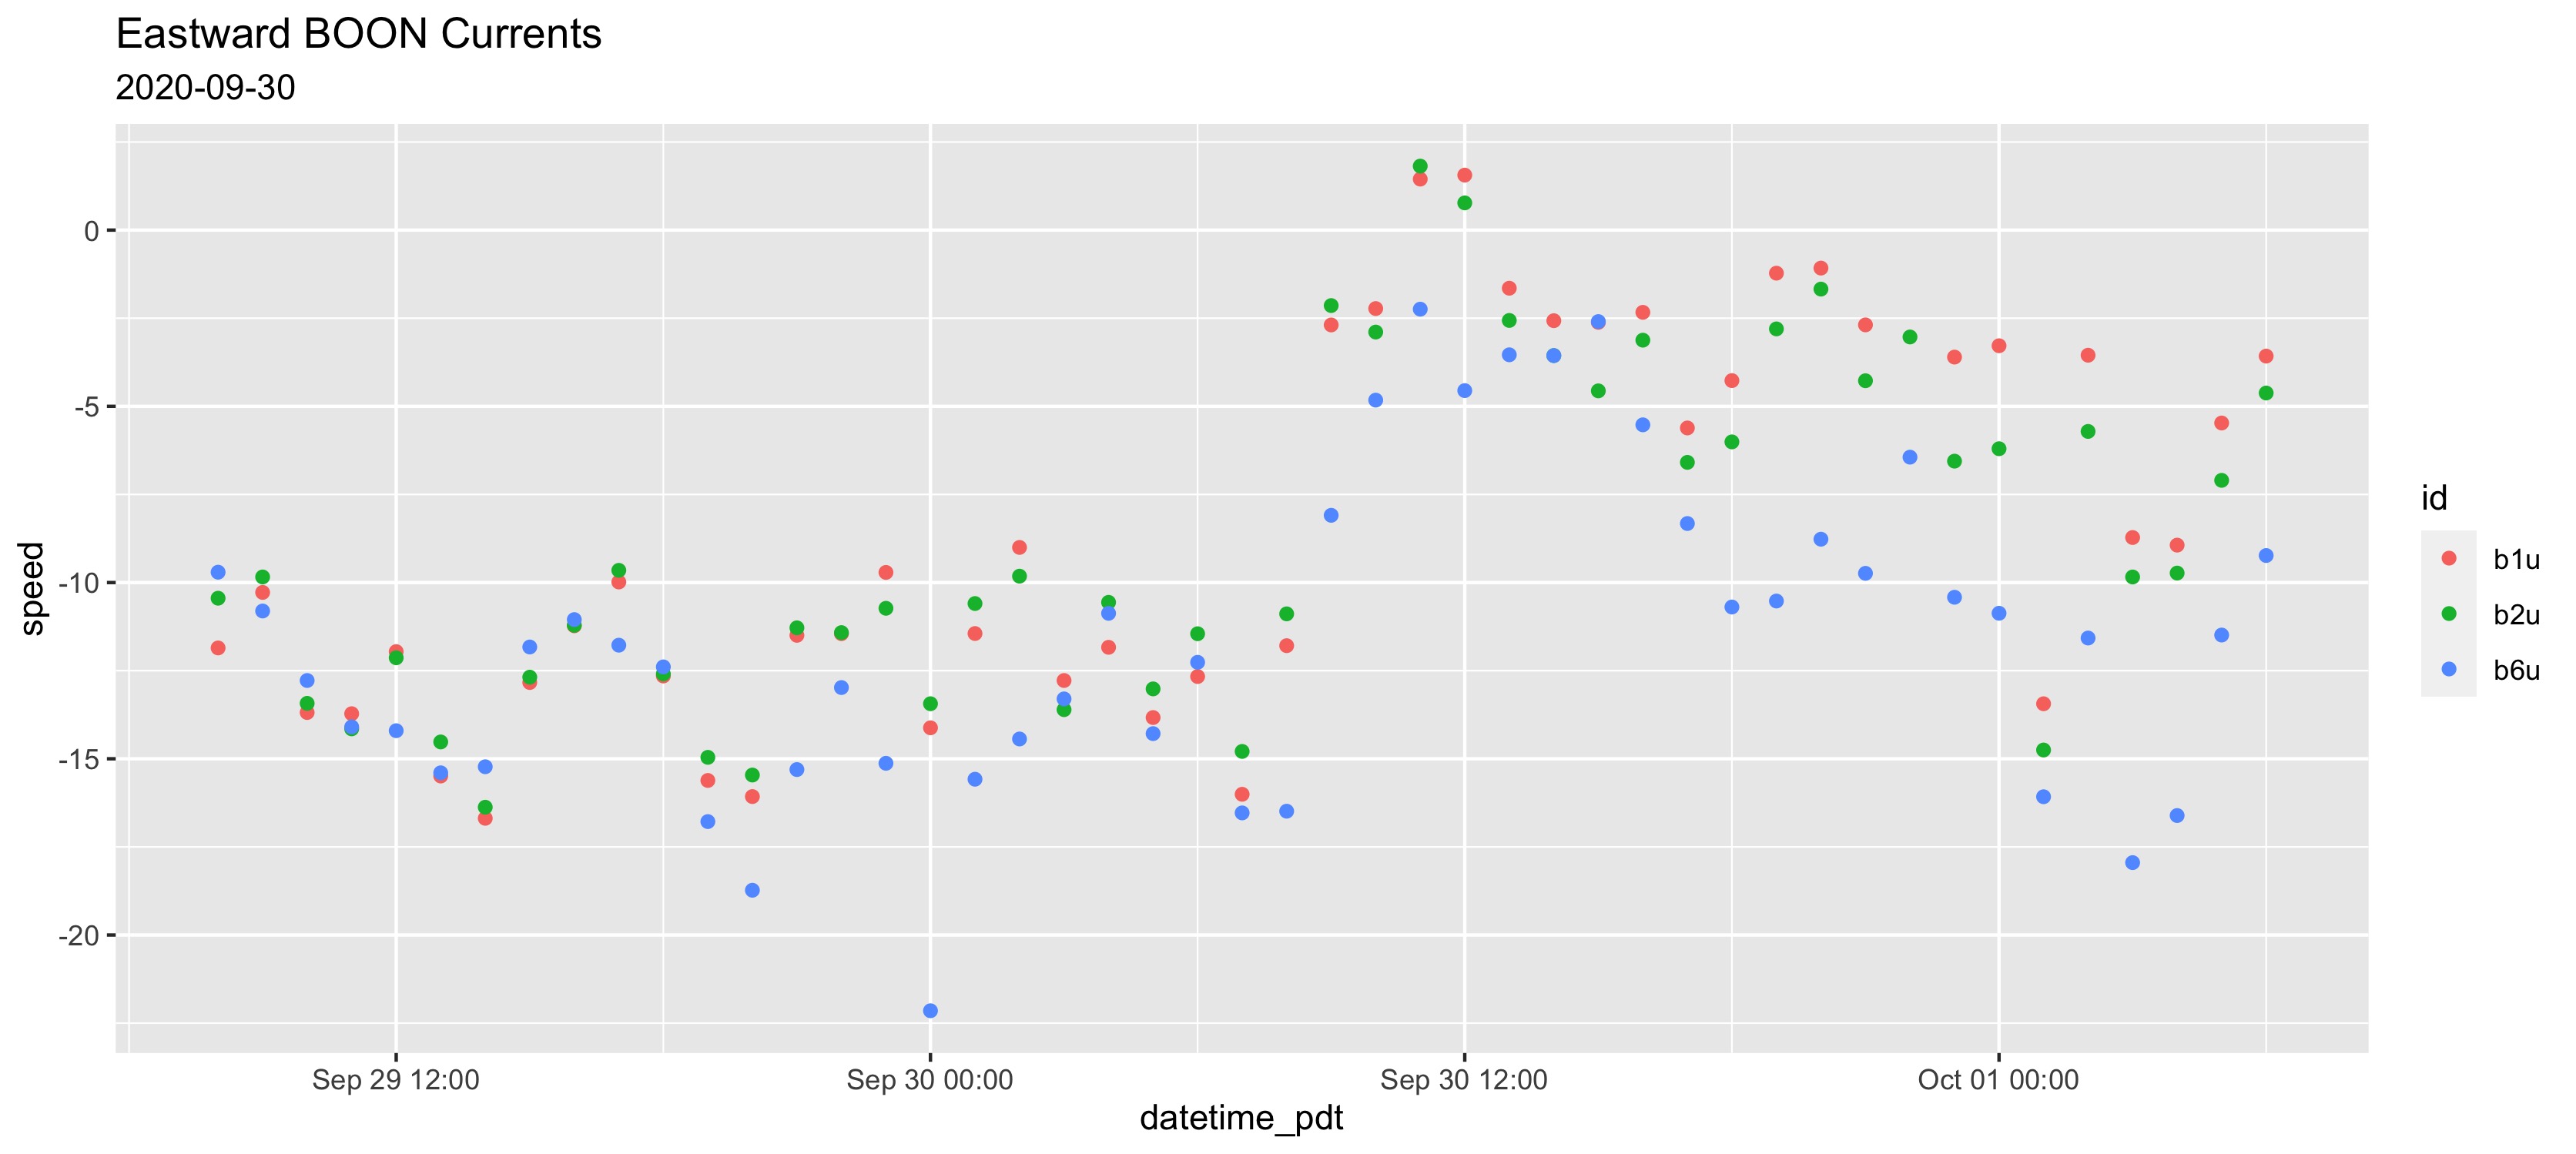 Eastward BOON Currents
2020-09-30
0
-5
-10
-15
-20
speed
Sep 29 12:00
Sep 30 00:00
Sep 30 12:00
Oct 01 00:00
datetime_pdt
id
b1u
b2u
b6u